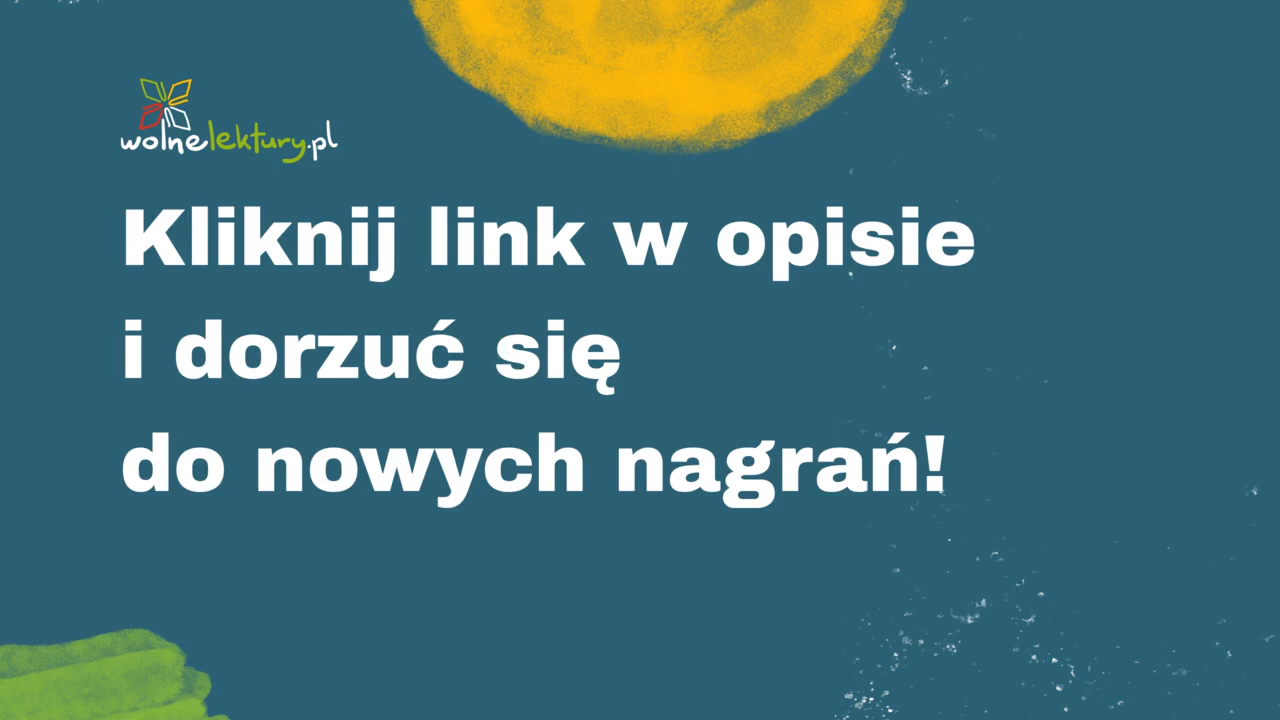 wolnelektury.pl
Kliknij link w opisie
i dorzuć się
do nowych nagrań!